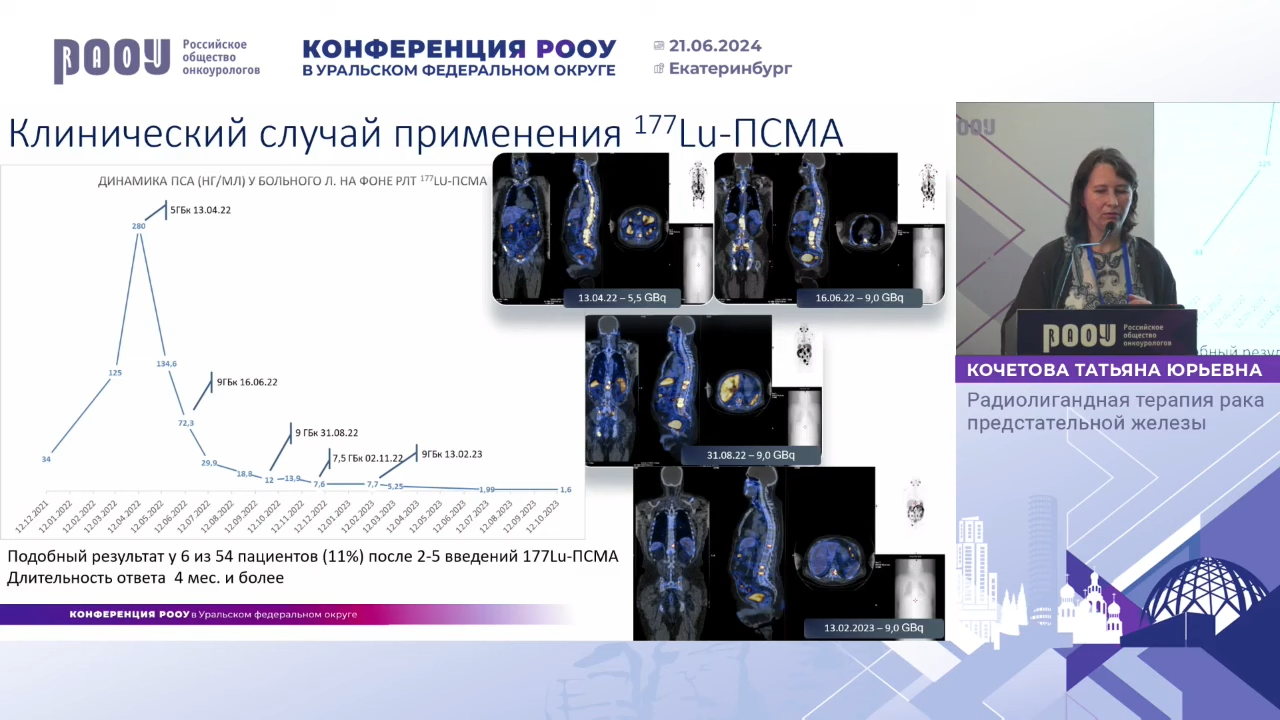 РООУ
Российское
общество
онкоурологов
КОНФЕРЕНЦИЯ РООУ
В УРАЛЬСКОМ ФЕДЕРАЛЬНОМ ОКРУГЕ
21.06.2024
Екатеринбург
Клинический случай применения 177Lu-ПСМА
ДИНАМИКА ПСА (НГ/МЛ) У БОЛЬНОГО Л. НА ФОНЕ РЛТ 177LU-ПСМА
5ГБк 13.04.22
280
134,6
125
9ГБк 16.06.22
72,3
9 ГБк 31.08.22
34
29,9
7,5 ГБк 02.11.22
9ГБк 13.02.23
18,8
12
13,9
7,6
7,7
5,25
1,99
1,6
12.12.2021
12.01.2022
12.02.2022
12.03.2022
12.04.2022
12.05.2022
12.06.2022
12.07.2022
12.08.2022
12.09.2022
12.10.2022
12.11.2022
12.12.2022
12.01.2023
12.02.2023
12.03.2023
12.04.2023
12.05.2023
12.06.2023
12.07.2023
12.08.2023
12.09.2023
12.10.2023
13.04.22 – 5,5 GBq
16.06.22 – 9,0 GBq
31.08.22 – 9,0 GBq
13.02.2023 – 9,0 GBq
Подобный результат у 6 из 54 пациентов (11%) после 2-5 введений 177Lu-ПСМА
Длительность ответа 4 мес. и более
КОНФЕРЕНЦИЯ РООУ в Уральском федеральном округе
РООУ
Российское
общество
онкоурологов
КОЧЕТОВА ТАТЬЯНА ЮРЬЕВНА
Радиолигандная терапия рака
предстательной железы